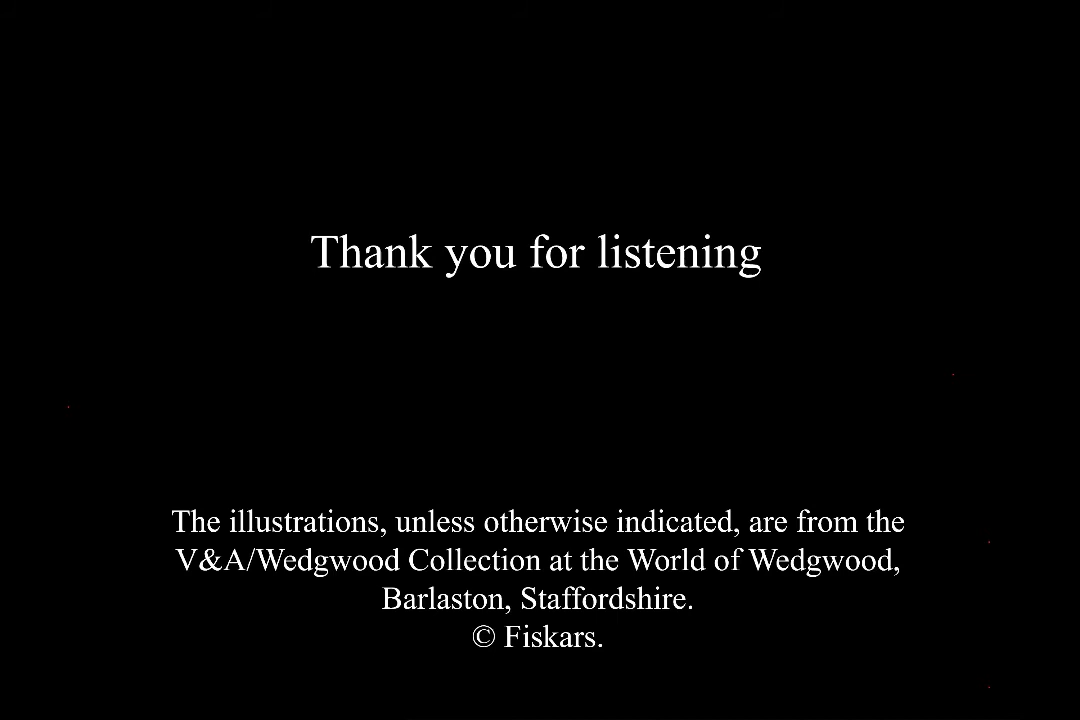 Thank you for listening
The illustrations, unless otherwise indicated, are from the
V&A/Wedgwood Collection at the World of Wedgwood,
Barlaston, Staffordshire.
© Fiskars.